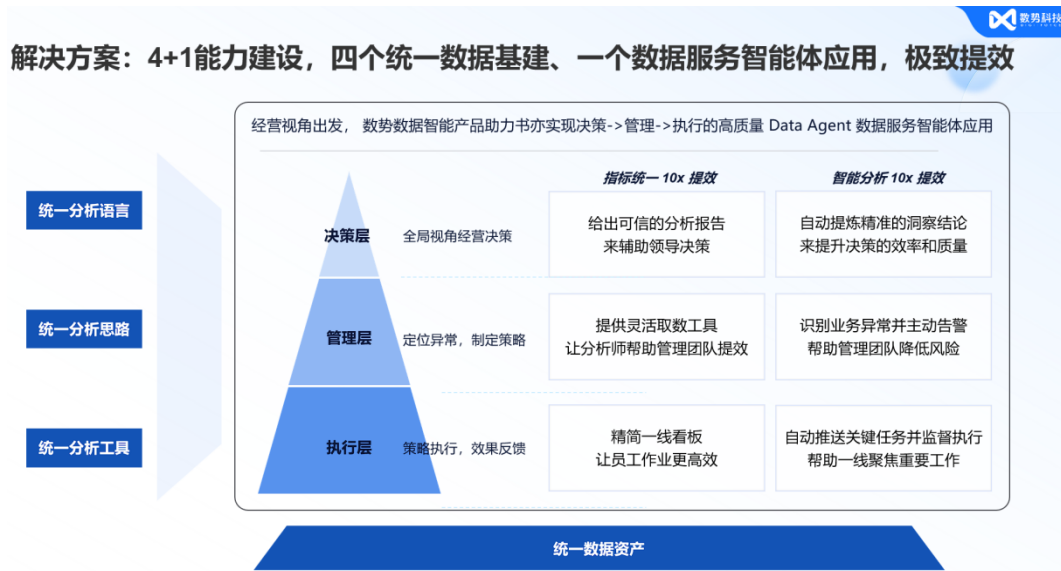 数势科技
解决方案：4+1能力建设，四个统一数据基建、一个数据服务智能体应用，极致提效
经营视角出发， 数势数据智能产品助力书亦实现决策->管理->执行的高质量 Data Agent 数据服务智能体应用
指标统一 10x 提效
智能分析 10x 提效
统一分析语言
决策层
全局视角经营决策
给出可信的分析报告
来辅助领导决策
自动提炼精准的洞察结论
来提升决策的效率和质量
统一分析思路
管理层
定位异常，制定策略
提供灵活取数工具
让分析师帮助管理团队提效
识别业务异常并主动告警
帮助管理团队降低风险
统一分析工具
执行层
策略执行，效果反馈
精简一线看板
让员工作业更高效
自动推送关键任务并监督执行
帮助一线聚焦重要工作
统一数据资产